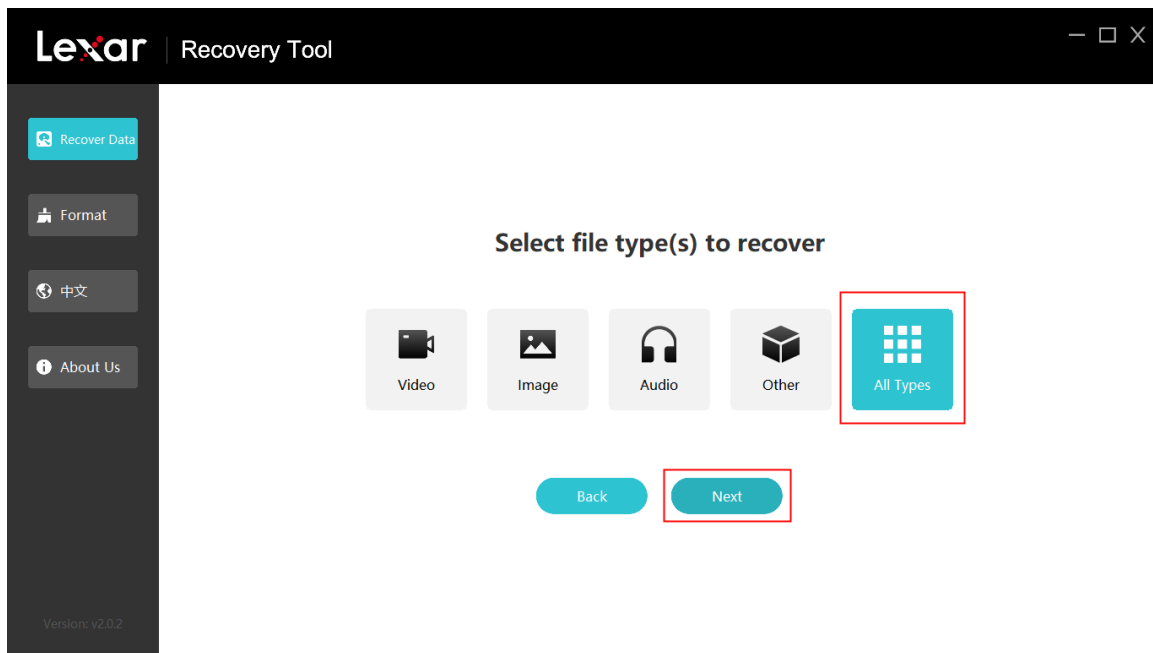 Lexar Recovery Tool
Recover Data
Format
中文
About Us
Version: v2.0.2
Select file type(s) to recover
Video Image Audio Other All Types
Back Next